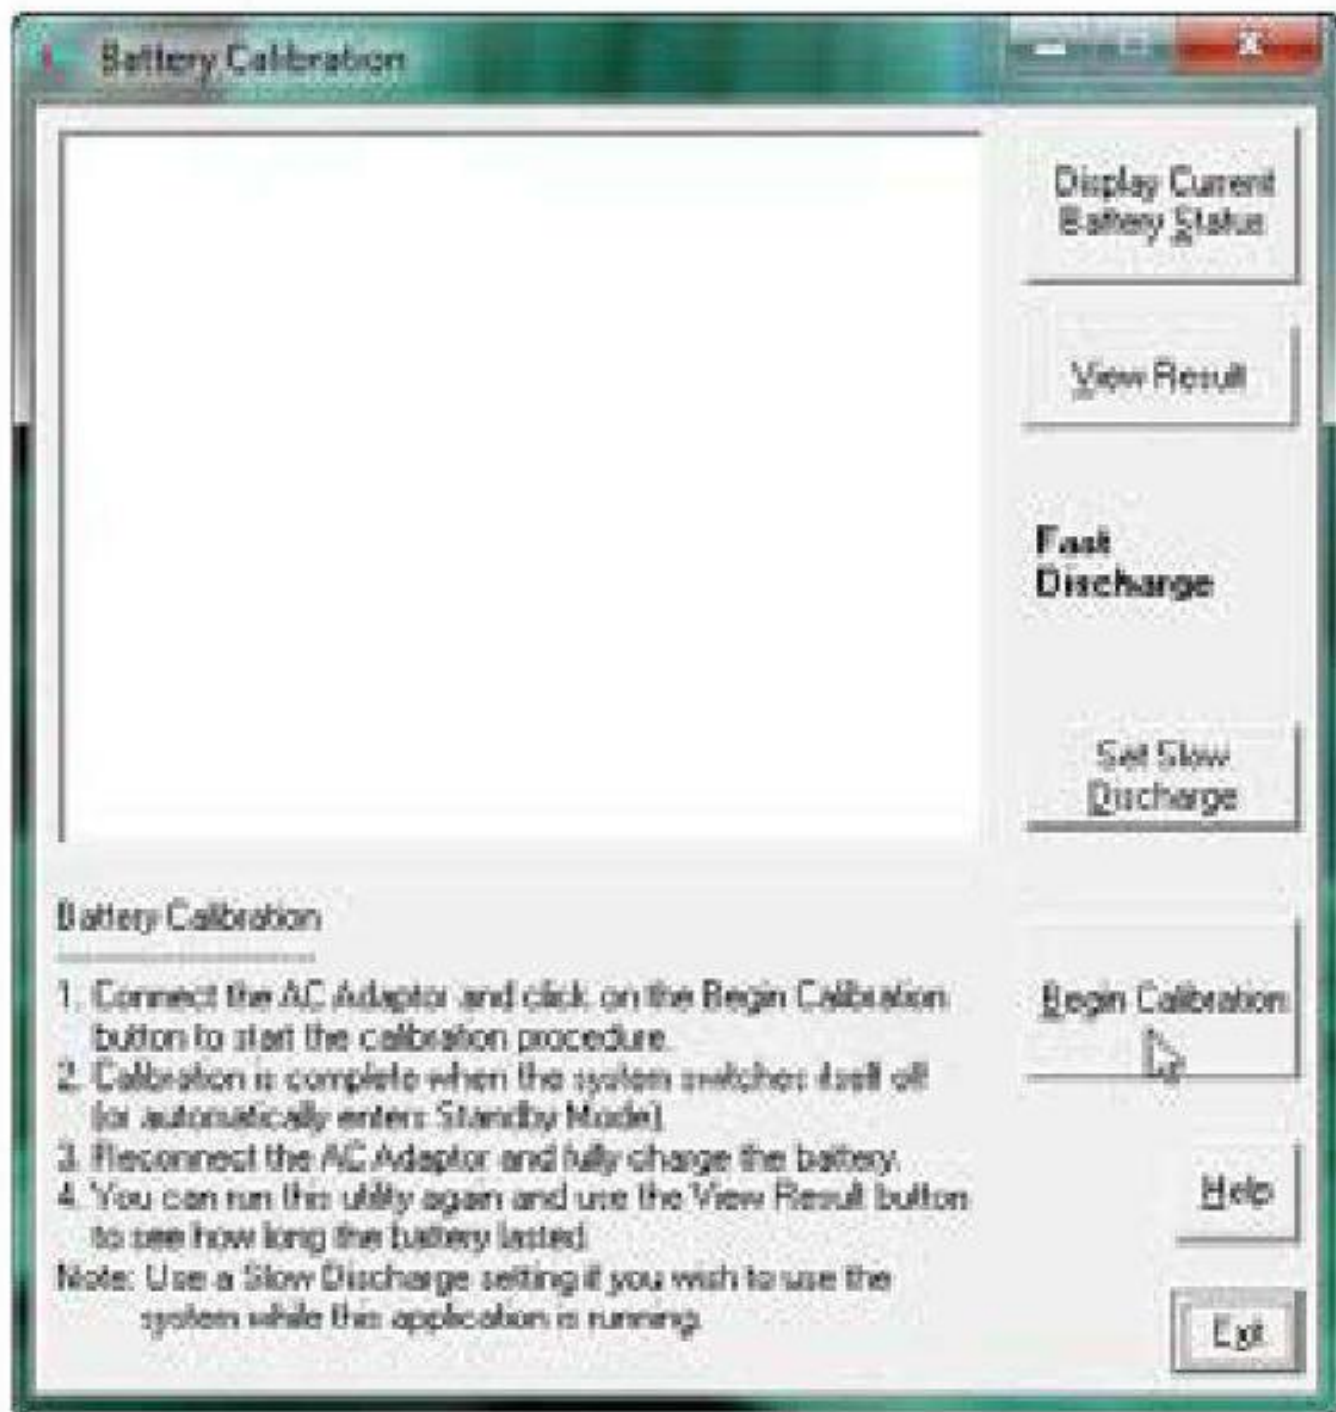 Battery Calibration
Display Current
Battery Status
View Result
Fast
Discharge
Set Slow
Discharge
Battery Calibration
--------------------
1. Connect the AC Adaptor and click on the Begin Calibration
button to start the calibration procedure.
2. Calibration is complete when the system switches itself off
(or automatically enters Standby Mode).
3. Reconnect the AC Adaptor and fully charge the battery.
4. You can run this utility again and use the View Result button
to see how long the battery lasted.
Note: Use a Slow Discharge setting if you wish to use the
system while this application is running.
Begin Calibration
Help
Exit